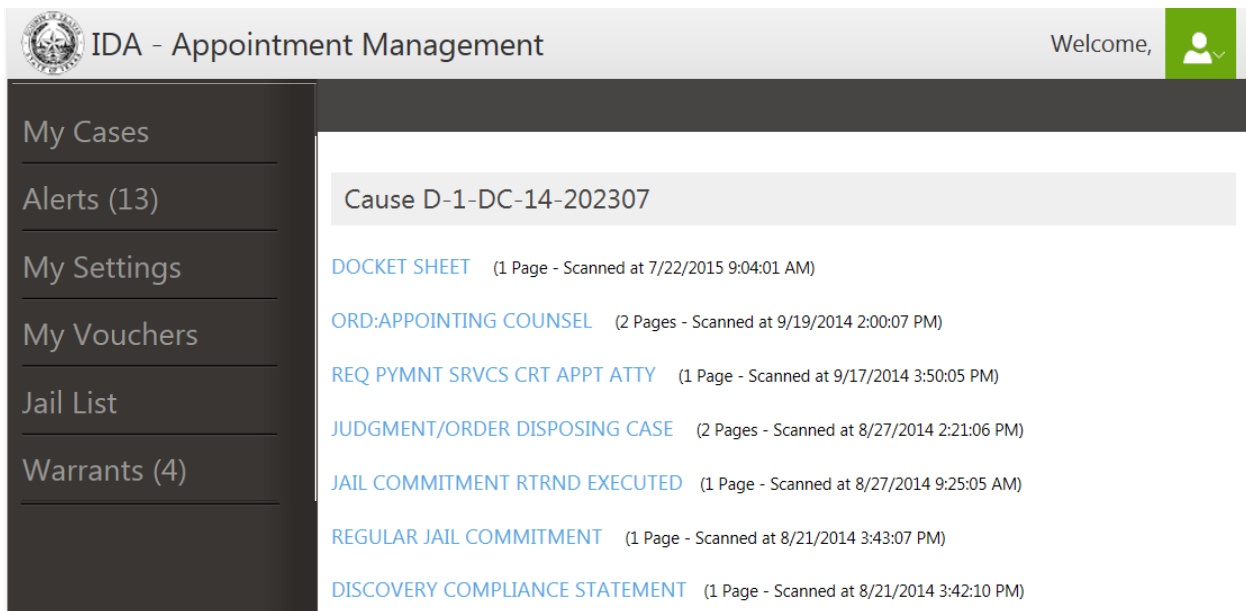 IDA - Appointment Management
Welcome,
My Cases
Alerts (13)
My Settings
My Vouchers
Jail List
Warrants (4)
Cause D-1-DC-14-202307
DOCKET SHEET (1 Page - Scanned at 7/22/2015 9:04:01 AM)
ORD:APPOINTING COUNSEL (2 Pages - Scanned at 9/19/2014 2:00:07 PM)
REQ PYMNT SRVCS CRT APPT ATTY (1 Page - Scanned at 9/17/2014 3:50:05 PM)
JUDGMENT/ORDER DISPOSING CASE (2 Pages - Scanned at 8/27/2014 2:21:06 PM)
JAIL COMMITMENT RTRND EXECUTED (1 Page - Scanned at 8/27/2014 9:25:05 AM)
REGULAR JAIL COMMITMENT (1 Page - Scanned at 8/21/2014 3:43:07 PM)
DISCOVERY COMPLIANCE STATEMENT (1 Page - Scanned at 8/21/2014 3:42:10 PM)